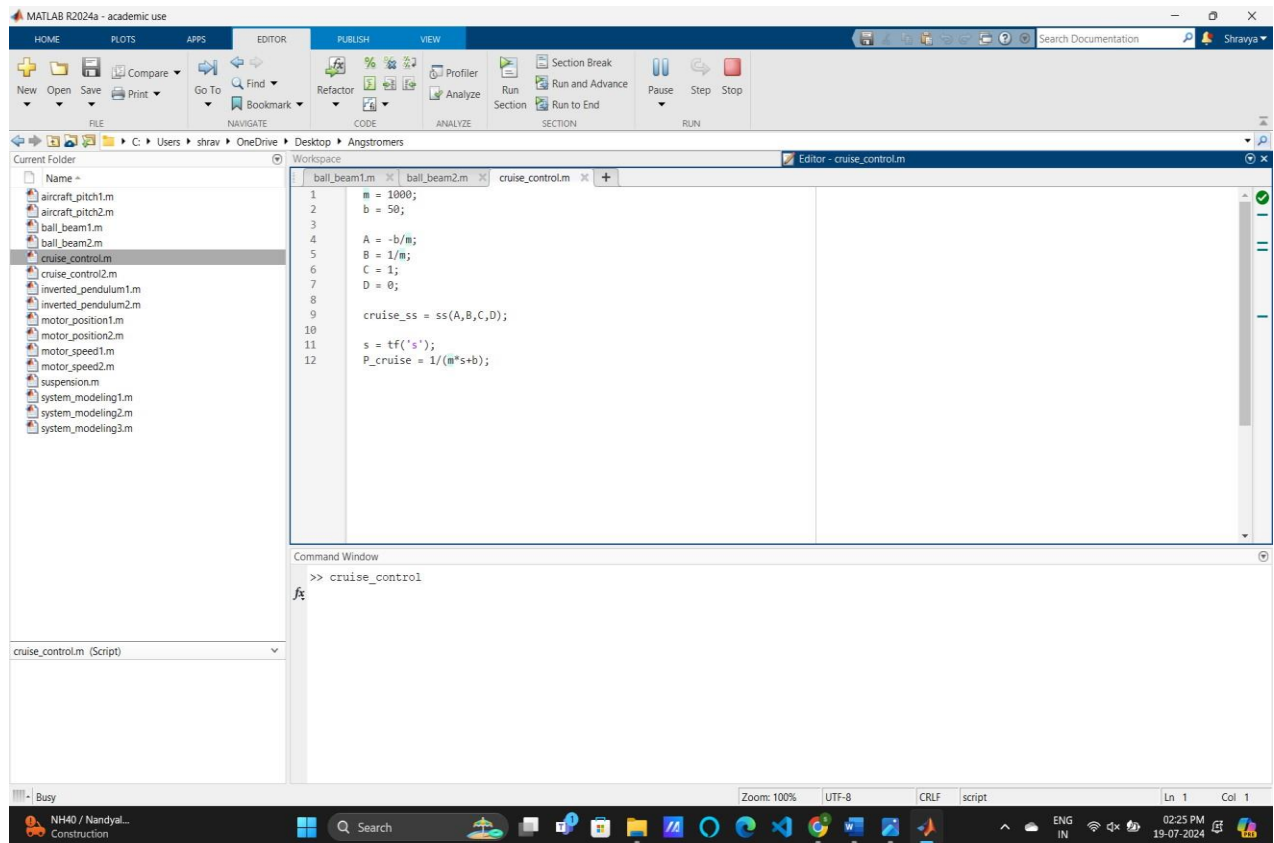 MATLAB R2024a - academic use
HOME PLOTS APPS EDITOR PUBLISH VIEW Search Documentation Shravya
New Open Save Compare Print Go To Find Bookmark Refactor Profiler Analyze Run Section Section Break Run and Advance Run to End Pause Step Stop
FILE NAVIGATE CODE ANALYZE SECTION RUN
C: Users shrav OneDrive Desktop Angstromers
Current Folder
Name
aircraft_pitch1.m
aircraft_pitch2.m
ball_beam1.m
ball_beam2.m
cruise_control.m
cruise_control2.m
inverted_pendulum1.m
inverted_pendulum2.m
motor_position1.m
motor_position2.m
motor_speed1.m
motor_speed2.m
suspension.m
system_modeling1.m
system_modeling2.m
system_modeling3.m
cruise_control.m (Script)
Workspace
Editor - cruise_control.m
ball_beam1.m ball_beam2.m cruise_control.m +
1 m = 1000;
2 b = 50;
3
4 A = -b/m;
5 B = 1/m;
6 C = 1;
7 D = 0;
8
9 cruise_ss = ss(A,B,C,D);
10
11 s = tf('s');
12 P_cruise = 1/(m*s+b);
Command Window
>> cruise_control
fx
Busy
Zoom: 100% UTF-8 CRLF script Ln 1 Col 1
NH40 / Nandyal...
Construction
Search
ENG
IN
02:25 PM
19-07-2024